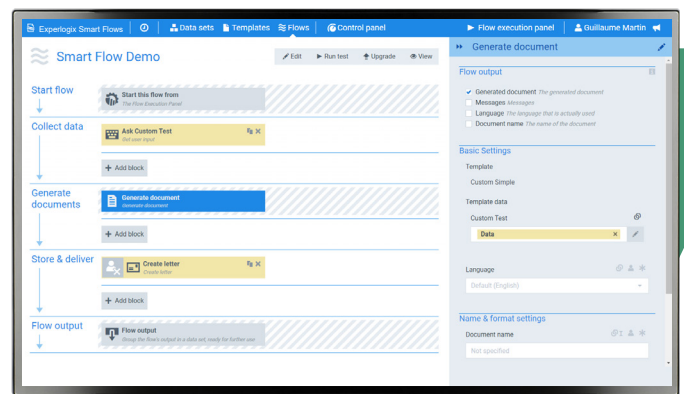 Experlogix Smart Flows
Data sets
Templates
Flows
Control panel
Flow execution panel
Guillaume Martin
Smart Flow Demo
Edit
Run test
Upgrade
View
Start flow
Start this flow from
The Flow Execution Panel
Collect data
Ask Custom Test
Get user input
+ Add block
Generate
documents
Generate document
Generate document
+ Add block
Store & deliver
Create letter
Create letter
+ Add block
Flow output
Flow output
Group the flow's output in a data set, ready for further use
Generate document
Flow output
Generated document The generated document
Messages Messages
Language The language that is actually used
Document name The name of the document
Basic Settings
Template
Custom Simple
Template data
Custom Test
Data
Language
Default (English)
Name & format settings
Document name
1
Not specified